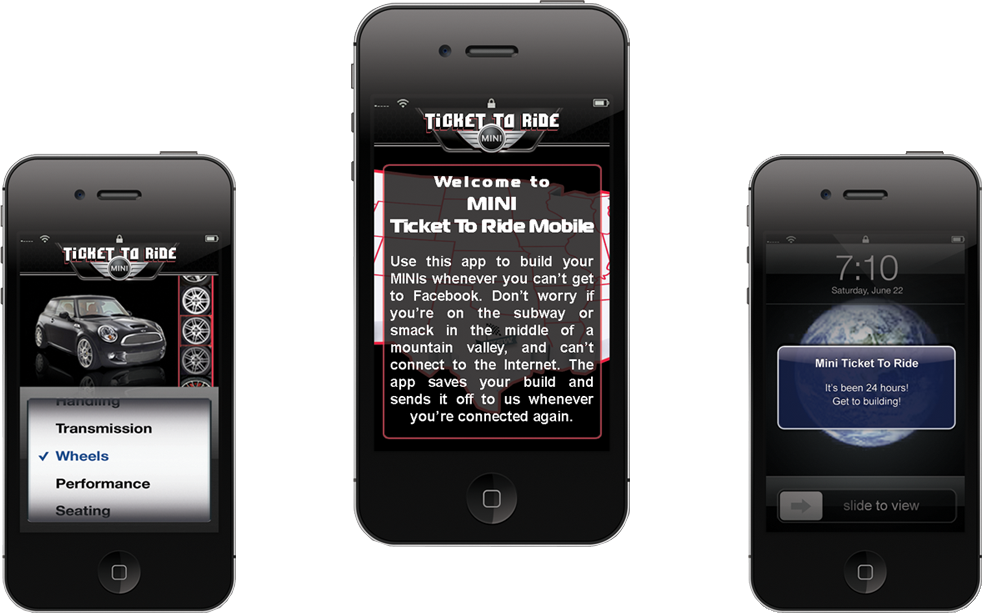 TiCKET TO RiDE
MINI
Handling
Transmission
Wheels
Performance
Seating
TiCKET TO RiDE
MINI
Welcome to
MINI
Ticket To Ride Mobile
Use this app to build your
MINIs whenever you can't get
to Facebook. Don't worry if
you're on the subway or
smack in the middle of a
mountain valley, and can't
connect to the Internet. The
app saves your build and
sends it off to us whenever
you're connected again.
7:10
Saturday, June 22
Mini Ticket To Ride
It's been 24 hours!
Get to building!
slide to view